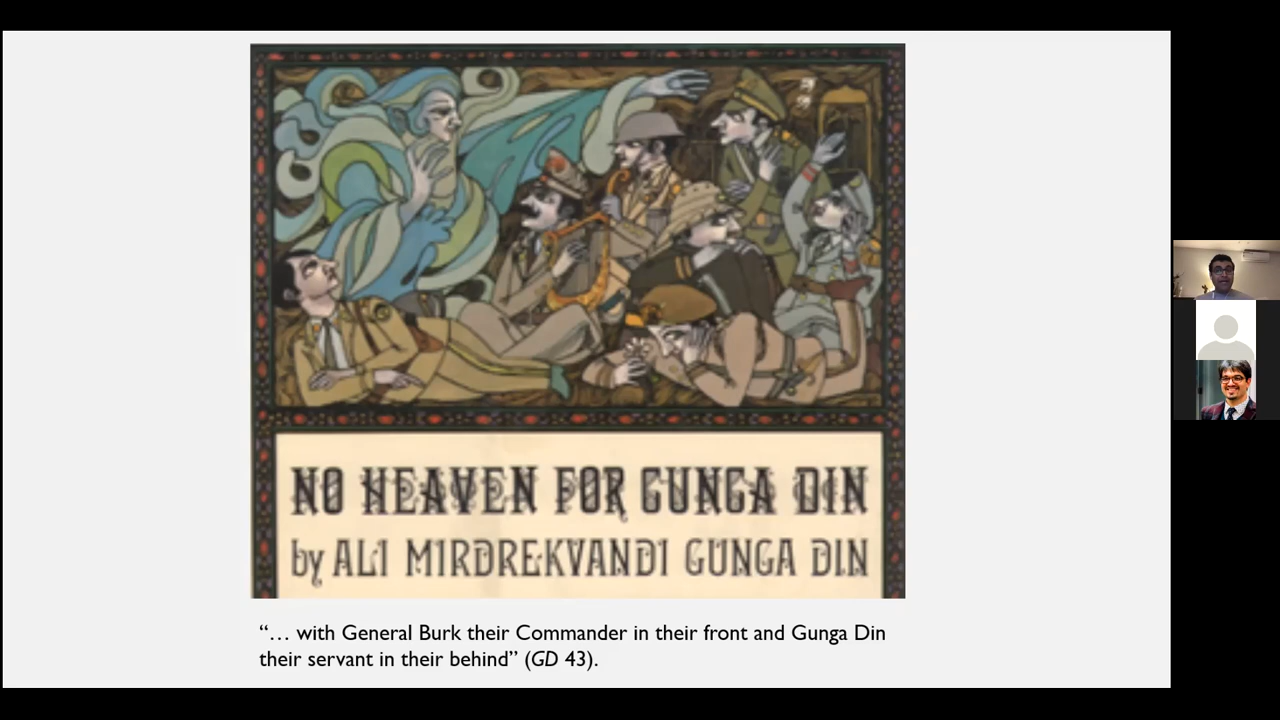 NO HEAVEN FOR GUNGA DIN
by ALI MIRDREKVANDI GUNGA DIN
“… with General Burk their Commander in their front and Gunga Din
their servant in their behind” (GD 43).